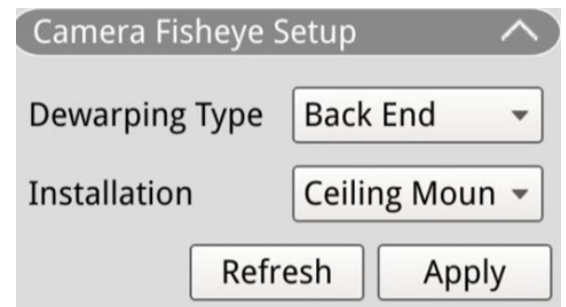 Camera Fisheye Setup
Dewarping Type Back End
Installation Ceiling Moun
Refresh Apply